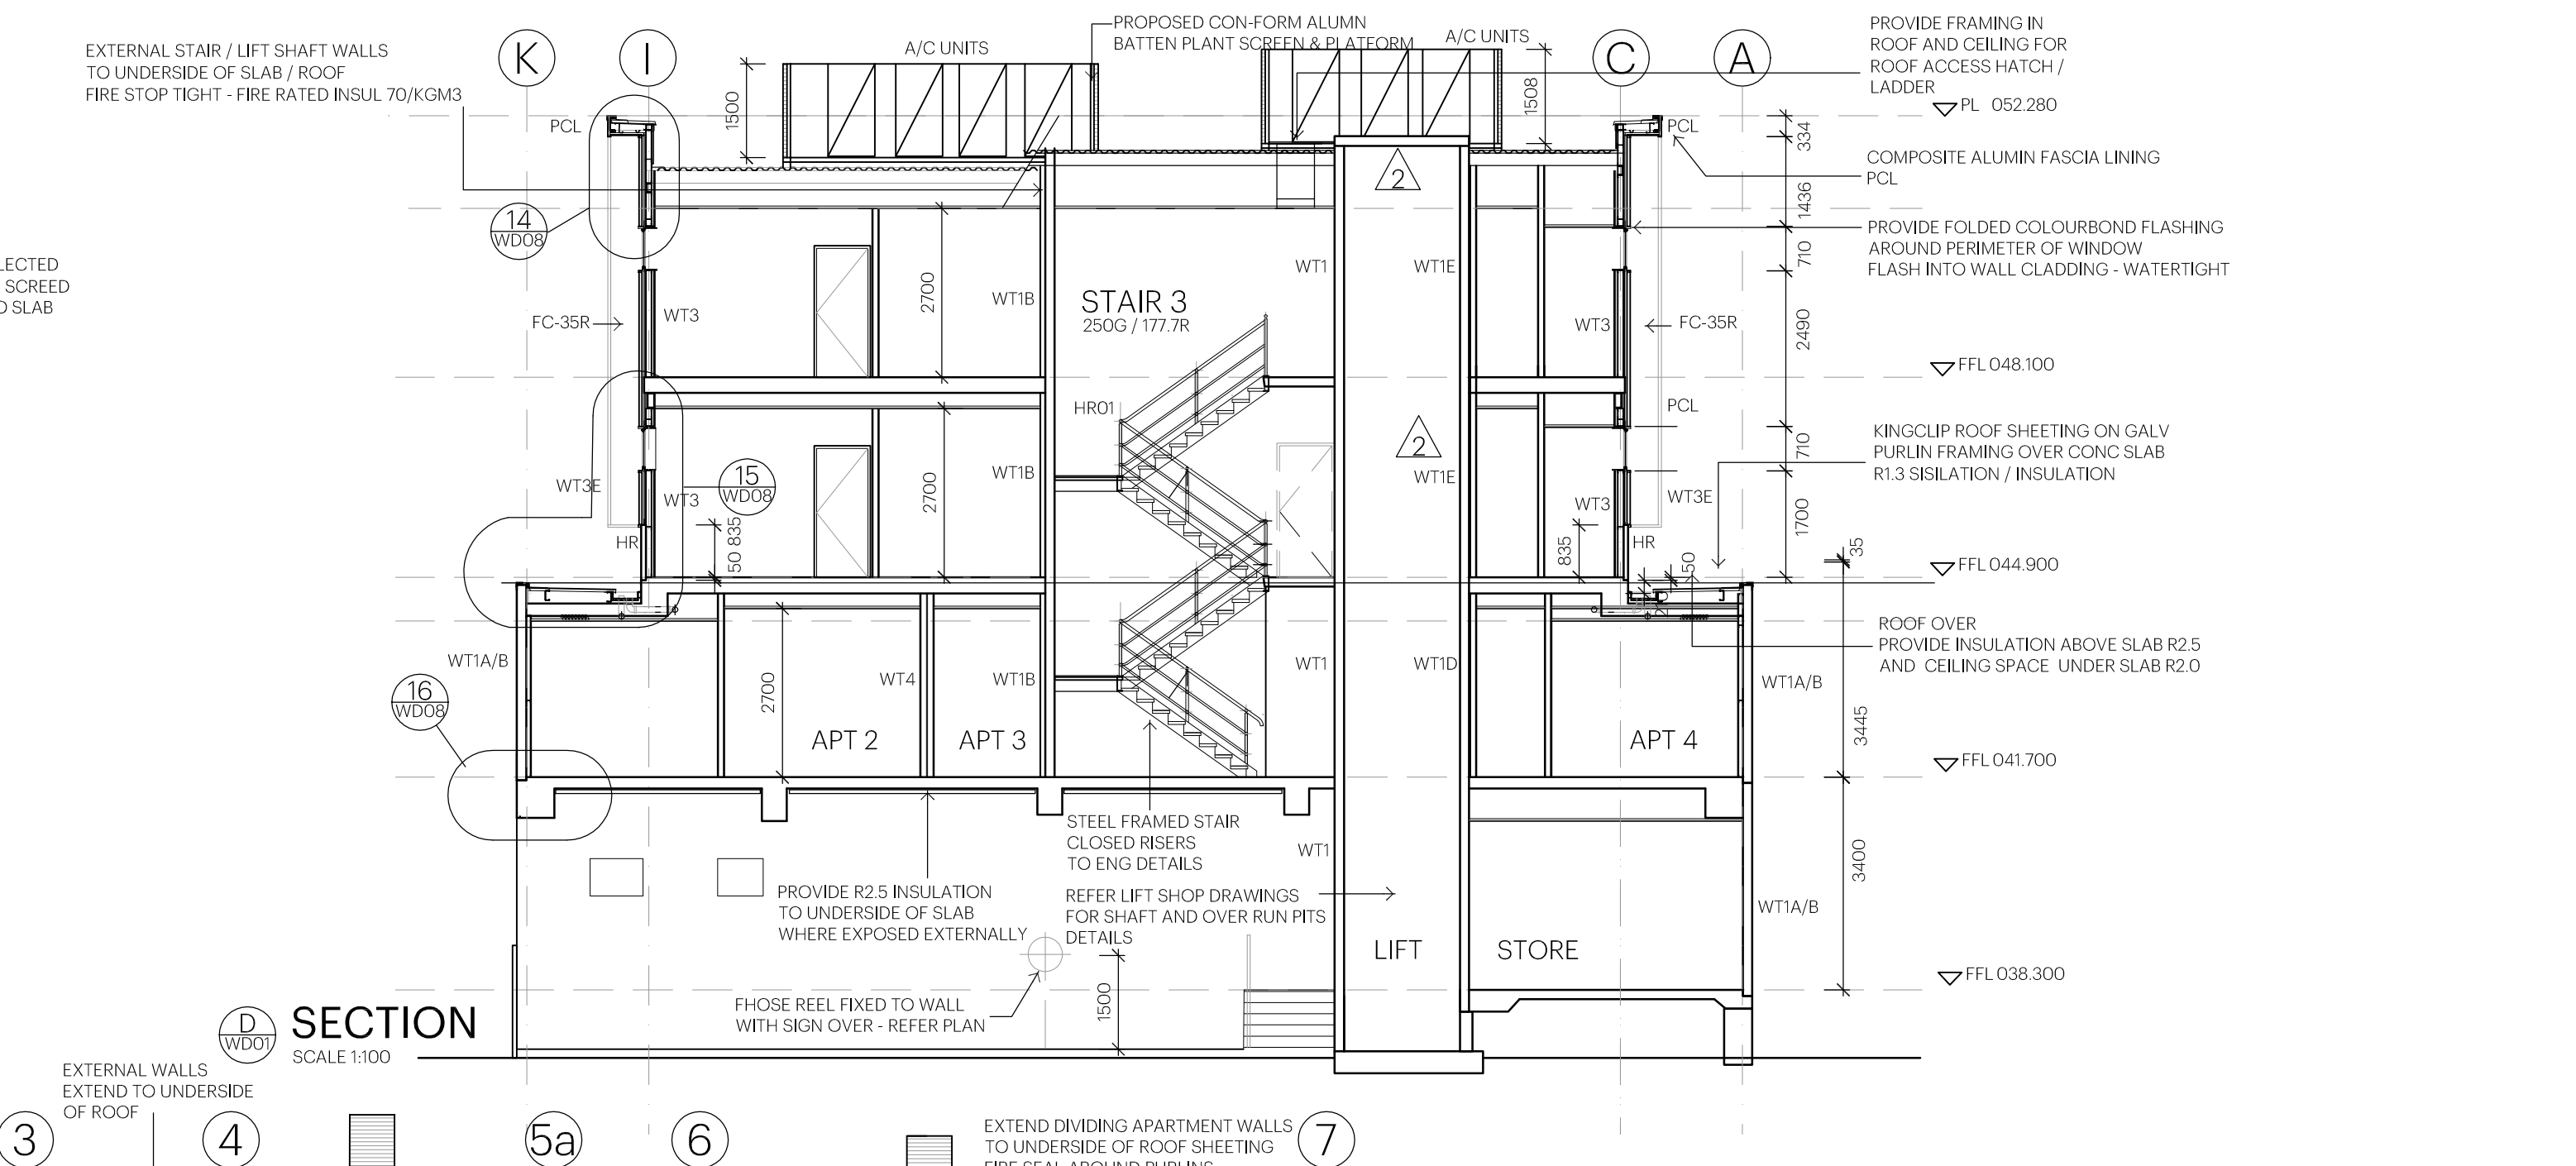 EXTERNAL STAIR / LIFT SHAFT WALLS
TO UNDERSIDE OF SLAB / ROOF
FIRE STOP TIGHT - FIRE RATED INSUL 70/KGM3
K
I
A/C UNITS
PROPOSED CON-FORM ALUMN
BATTEN PLANT SCREEN & PLATFORM
A/C UNITS
C
A
PROVIDE FRAMING IN
ROOF AND CEILING FOR
ROOF ACCESS HATCH /
LADDER
PL 052.280
1500
1508
PCL
PCL
334
COMPOSITE ALUMIN FASCIA LINING
PCL
2
1436
14
WD08
PROVIDE FOLDED COLOURBOND FLASHING
AROUND PERIMETER OF WINDOW
FLASH INTO WALL CLADDING - WATERTIGHT
710
LECTED
SCREED
SLAB
WT1
WT1E
2700
WT1B
STAIR 3
250G / 177.7R
FC-35R
WT3
WT3
FC-35R
2490
FFL 048.100
HR01
PCL
2
KINGCLIP ROOF SHEETING ON GALV
PURLIN FRAMING OVER CONC SLAB
R1.3 SISILATION / INSULATION
710
WT3E
WT3
15
WD08
2700
WT1B
WT1E
WT3
WT3E
1700
HR
50 835
835
HR
50
35
FFL 044.900
ROOF OVER
PROVIDE INSULATION ABOVE SLAB R2.5
AND CEILING SPACE UNDER SLAB R2.0
WT1A/B
WT4
WT1B
WT1
WT1D
WT1A/B
16
WD08
2700
APT 2
APT 3
APT 4
3445
FFL 041.700
STEEL FRAMED STAIR
CLOSED RISERS
TO ENG DETAILS
WT1
3400
PROVIDE R2.5 INSULATION
TO UNDERSIDE OF SLAB
WHERE EXPOSED EXTERNALLY
REFER LIFT SHOP DRAWINGS
FOR SHAFT AND OVER RUN PITS
DETAILS
WT1A/B
LIFT
STORE
FFL 038.300
FHOSE REEL FIXED TO WALL
WITH SIGN OVER - REFER PLAN
1500
D
WD01
SECTION
SCALE 1:100
EXTERNAL WALLS
EXTEND TO UNDERSIDE
OF ROOF
3
4
5a
6
EXTEND DIVIDING APARTMENT WALLS
TO UNDERSIDE OF ROOF SHEETING
FIRE SEAL AROUND PURLINS
7